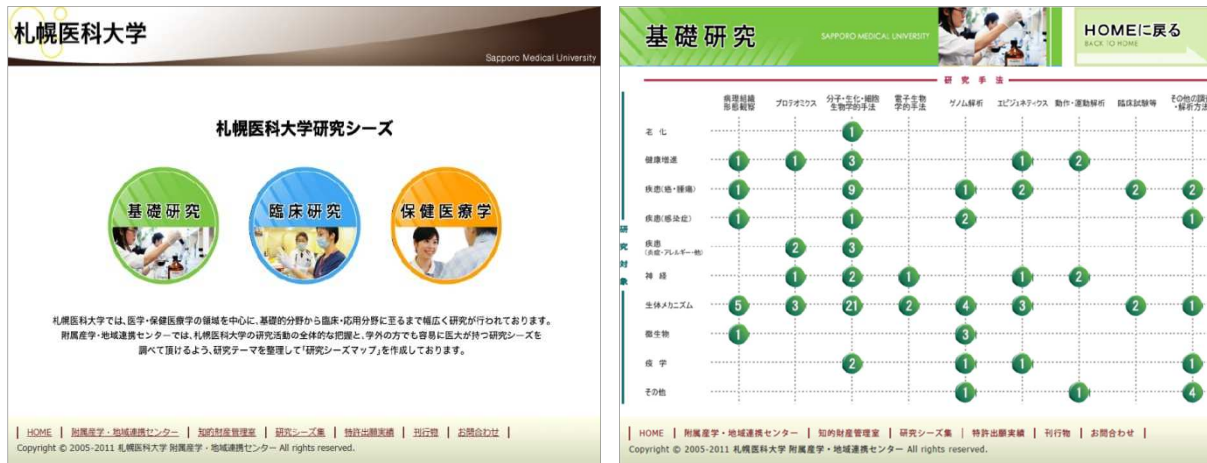 札幌医科大学
Sapporo Medical University
札幌医科大学研究シーズ
基礎研究
臨床研究
保健医療学
札幌医科大学では、医学・保健医療学の領域を中心に、基礎的分野から臨床・応用分野に至るまで幅広く研究が行われております。
附属産学・地域連携センターでは、札幌医科大学の研究活動の全体的な把握と、学外の方でも容易に医大が持つ研究シーズを
調べて頂けるよう、研究テーマを整理して「研究シーズマップ」を作成しております。
| HOME | 附属産学・地域連携センター | 知的財産管理室 | 研究シーズ集 | 特許出願実績 | 刊行物 | お問合わせ |
Copyright © 2005-2011 札幌医科大学 附属産学・地域連携センター All rights reserved.
基礎研究
SAPPORO MEDICAL UNIVERSITY
HOMEに戻る
BACK TO HOME
研究手法
病理組織形態観察 プロテオミクス 分子・生化・細胞生物学的手法 電子生物学的手法 ゲノム解析 エピジェネティクス 動作・運動解析 臨床試験等 その他の調査・解析方法
研究対象
老化 1
健康増進 1 1 3 1 2
疾患(癌・腫瘍) 1 9 1 2 2 2
疾患(感染症) 1 1 2 1
疾患(炎症・アレルギー・他) 2 3
神経 1 2 1 1 2
生体メカニズム 5 3 21 2 4 3 2 1
微生物 1 3
疫学 2 1 1 1
その他 1 1 4
| HOME | 附属産学・地域連携センター | 知的財産管理室 | 研究シーズ集 | 特許出願実績 | 刊行物 | お問合わせ |
Copyright © 2005-2011 札幌医科大学 附属産学・地域連携センター All rights reserved.